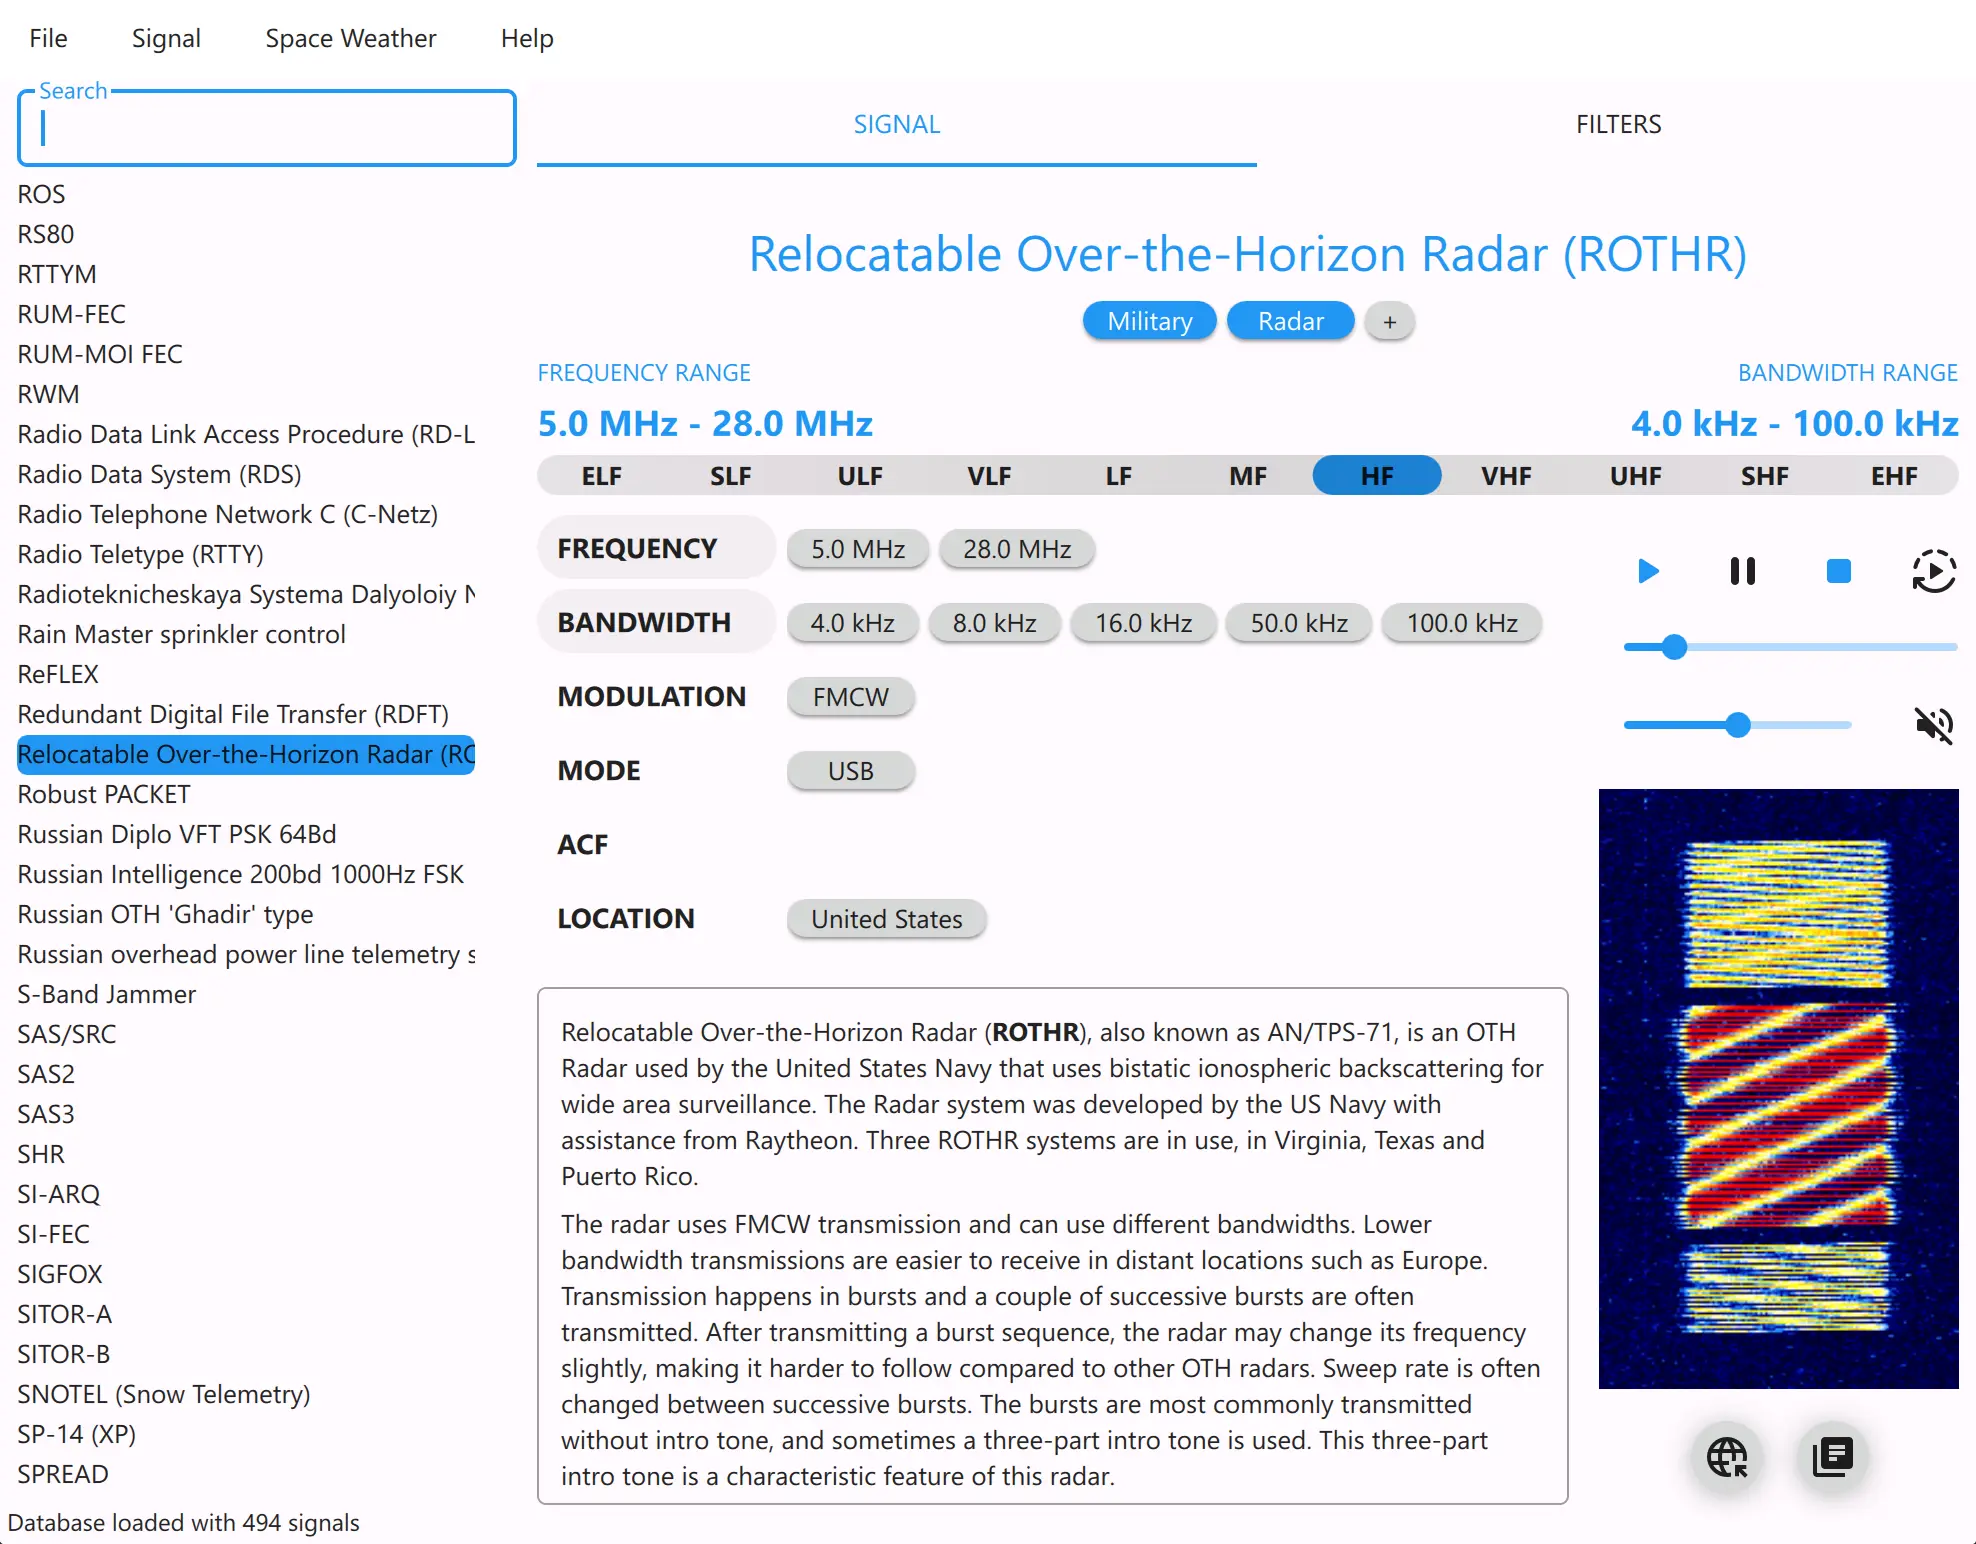 File Signal Space Weather Help
Search
ROS
RS80
RTTYM
RUM-FEC
RUM-MOI FEC
RWM
Radio Data Link Access Procedure (RD-L
Radio Data System (RDS)
Radio Telephone Network C (C-Netz)
Radio Teletype (RTTY)
Radioteknicheskaya Systema Dalyoloiy N
Rain Master sprinkler control
ReFLEX
Redundant Digital File Transfer (RDFT)
Relocatable Over-the-Horizon Radar (RO
Robust PACKET
Russian Diplo VFT PSK 64Bd
Russian Intelligence 200bd 1000Hz FSK
Russian OTH 'Ghadir' type
Russian overhead power line telemetry s
S-Band Jammer
SAS/SRC
SAS2
SAS3
SHR
SI-ARQ
SI-FEC
SIGFOX
SITOR-A
SITOR-B
SNOTEL (Snow Telemetry)
SP-14 (XP)
SPREAD
Database loaded with 494 signals
SIGNAL FILTERS
Relocatable Over-the-Horizon Radar (ROTHR)
Military Radar +
FREQUENCY RANGE BANDWIDTH RANGE
5.0 MHz - 28.0 MHz 4.0 kHz - 100.0 kHz
ELF SLF ULF VLF LF MF HF VHF UHF SHF EHF
FREQUENCY 5.0 MHz 28.0 MHz
BANDWIDTH 4.0 kHz 8.0 kHz 16.0 kHz 50.0 kHz 100.0 kHz
MODULATION FMCW
MODE USB
ACF
LOCATION United States
Relocatable Over-the-Horizon Radar (ROTHR), also known as AN/TPS-71, is an OTH
Radar used by the United States Navy that uses bistatic ionospheric backscattering for
wide area surveillance. The Radar system was developed by the US Navy with
assistance from Raytheon. Three ROTHR systems are in use, in Virginia, Texas and
Puerto Rico.
The radar uses FMCW transmission and can use different bandwidths. Lower
bandwidth transmissions are easier to receive in distant locations such as Europe.
Transmission happens in bursts and a couple of successive bursts are often
transmitted. After transmitting a burst sequence, the radar may change its frequency
slightly, making it harder to follow compared to other OTH radars. Sweep rate is often
changed between successive bursts. The bursts are most commonly transmitted
without intro tone, and sometimes a three-part intro tone is used. This three-part
intro tone is a characteristic feature of this radar.